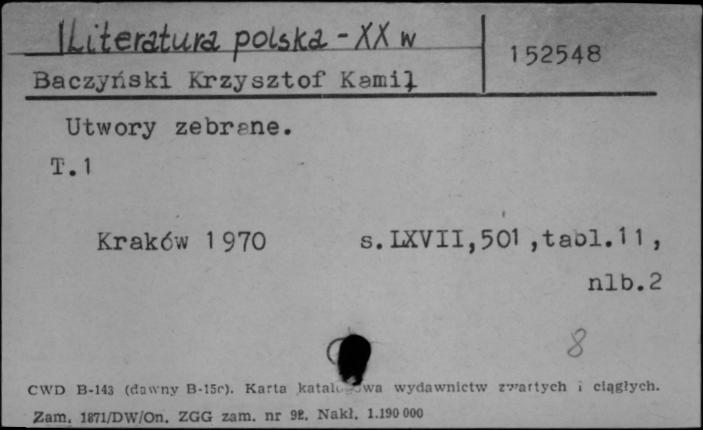 Literatura polska - XX w
152548
Baczyński Krzysztof Kamil
Utwory zebrane.
T.1
Kraków 1970 s.LXVII,501,tabl.11,
nlb.2
8
CWD B-143 (dawny B-15c). Karta katalogowa wydawnictw zwartych i ciągłych.
Zam. 1871/DW/On. ZGG zam. nr 98. Nakł. 1.190 000